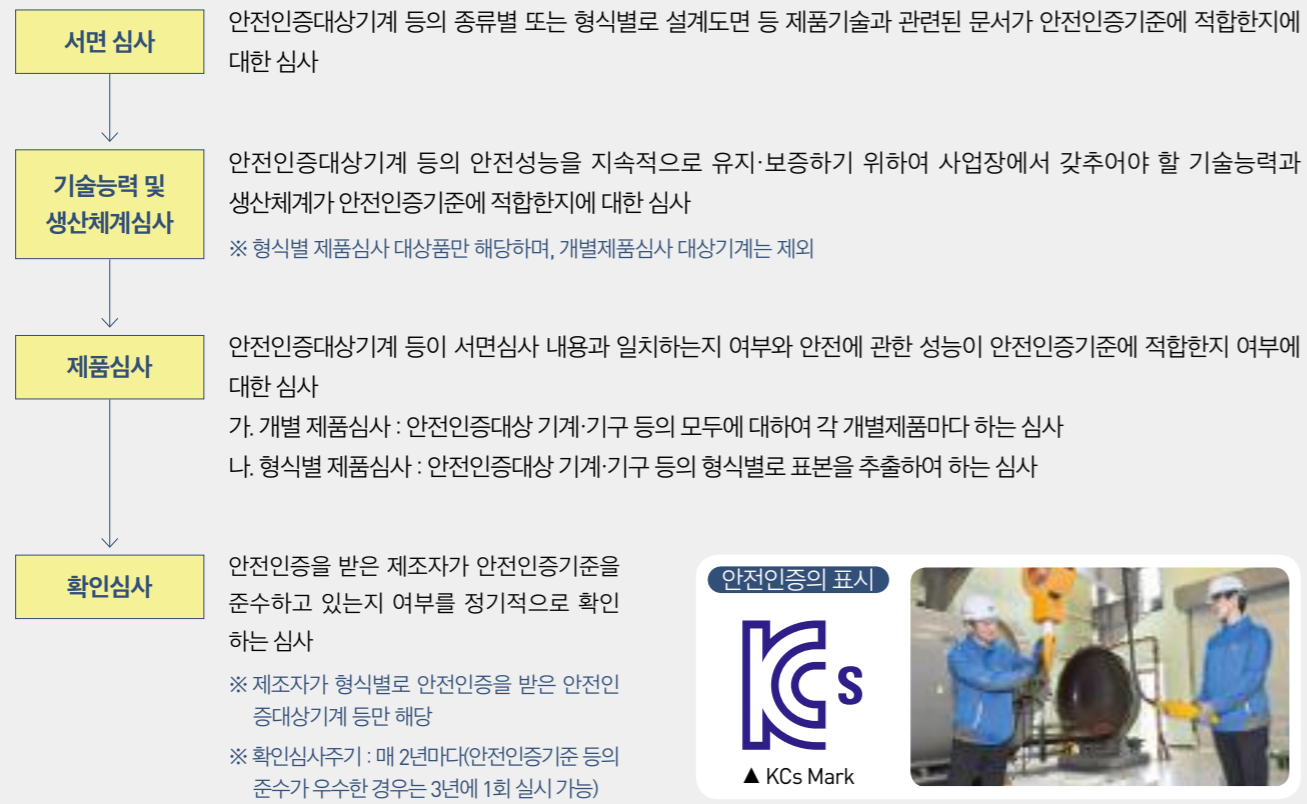 서면 심사
안전인증대상기계 등의 종류별 또는 형식별로 설계도면 등 제품기술과 관련된 문서가 안전인증기준에 적합한지에
대한 심사
기술능력 및
생산체계심사
안전인증대상기계 등의 안전성능을 지속적으로 유지·보증하기 위하여 사업장에서 갖추어야 할 기술능력과
생산체계가 안전인증기준에 적합한지에 대한 심사
※ 형식별 제품심사 대상품만 해당하며, 개별제품심사 대상기계는 제외
제품심사
안전인증대상기계 등이 서면심사 내용과 일치하는지 여부와 안전에 관한 성능이 안전인증기준에 적합한지 여부에
대한 심사
가. 개별 제품심사 : 안전인증대상 기계·기구 등의 모두에 대하여 각 개별제품마다 하는 심사
나. 형식별 제품심사 : 안전인증대상 기계·기구 등의 형식별로 표본을 추출하여 하는 심사
확인심사
안전인증을 받은 제조자가 안전인증기준을
준수하고 있는지 여부를 정기적으로 확인
하는 심사
※ 제조자가 형식별로 안전인증을 받은 안전인
증대상기계 등만 해당
※ 확인심사주기 : 매 2년마다(안전인증기준 등의
준수가 우수한 경우는 3년에 1회 실시 가능)
안전인증의 표시
KCs
▲ KCs Mark